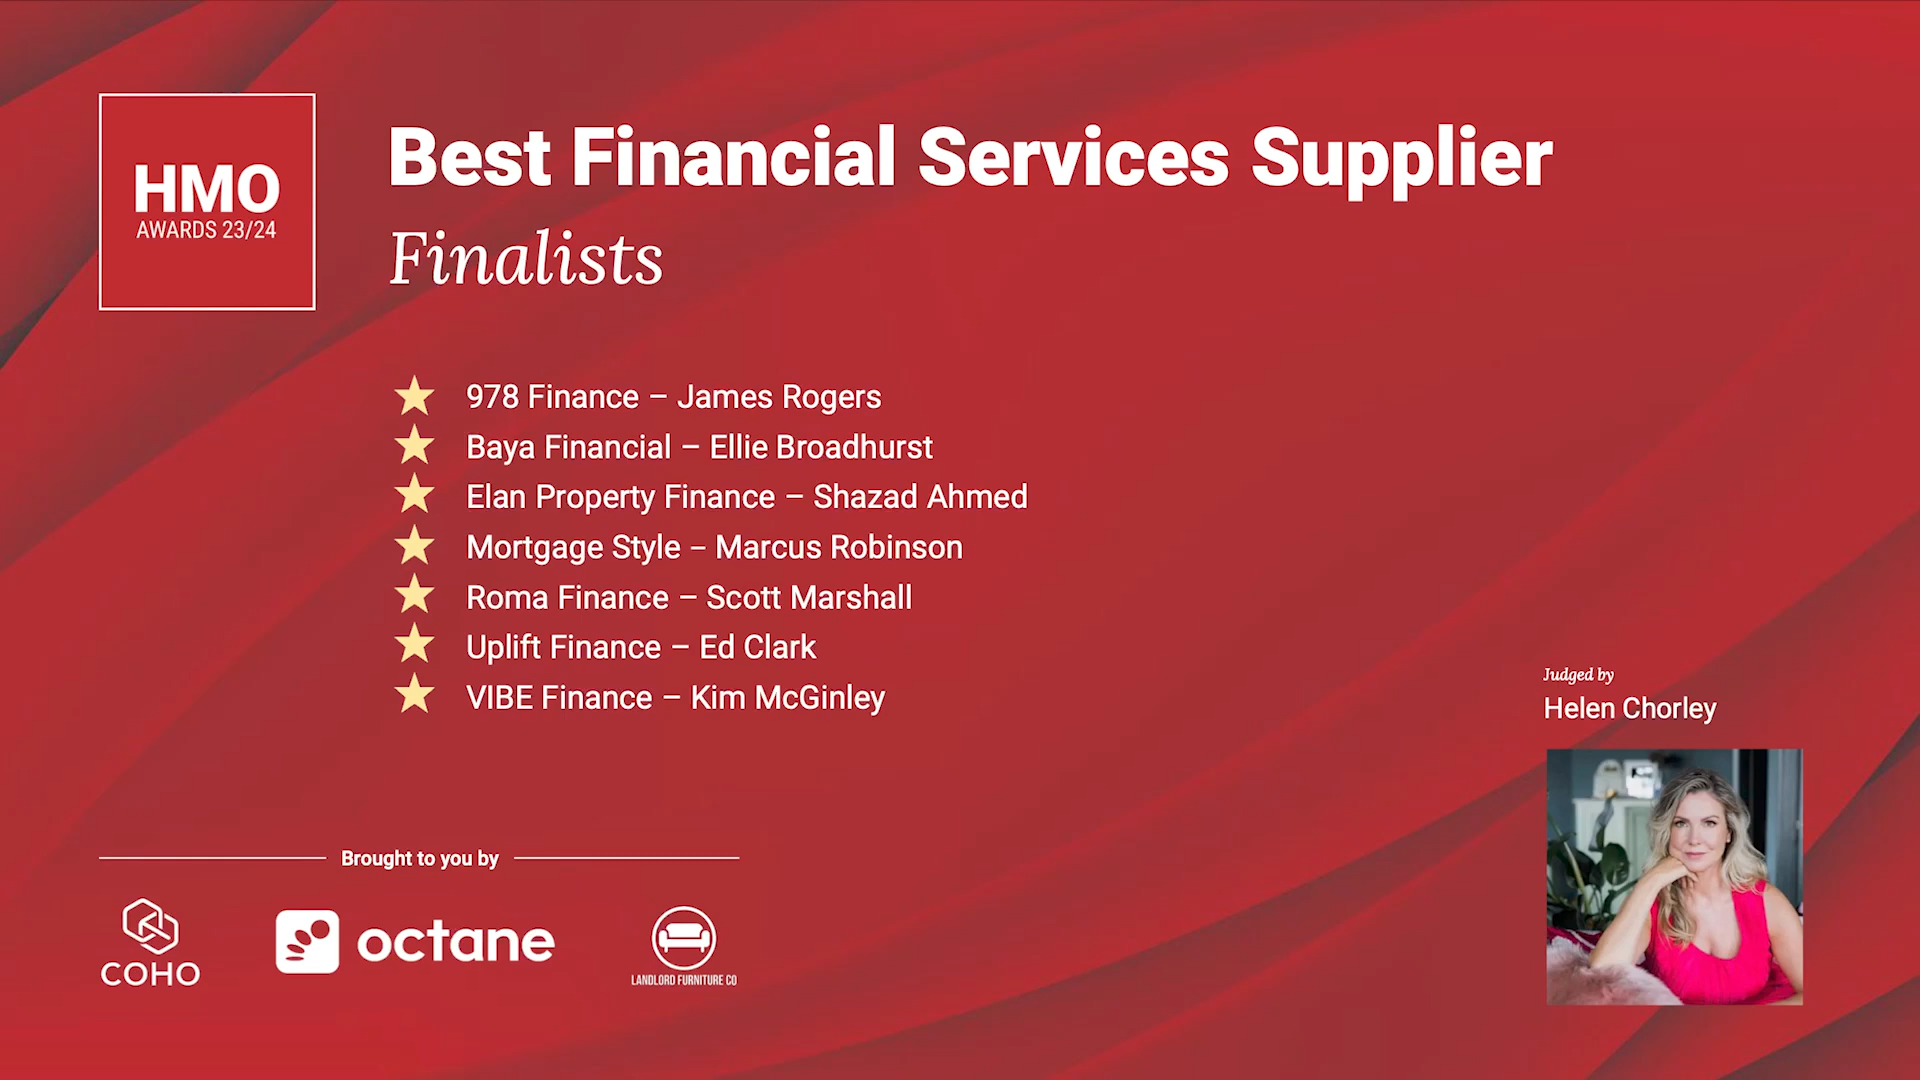 HMO
AWARDS 23/24
Best Financial Services Supplier
Finalists
978 Finance – James Rogers
Baya Financial – Ellie Broadhurst
Elan Property Finance – Shazad Ahmed
Mortgage Style – Marcus Robinson
Roma Finance – Scott Marshall
Uplift Finance – Ed Clark
VIBE Finance – Kim McGinley
Judged by
Helen Chorley
Brought to you by
COHO
octane
LANDLORD FURNITURE CO